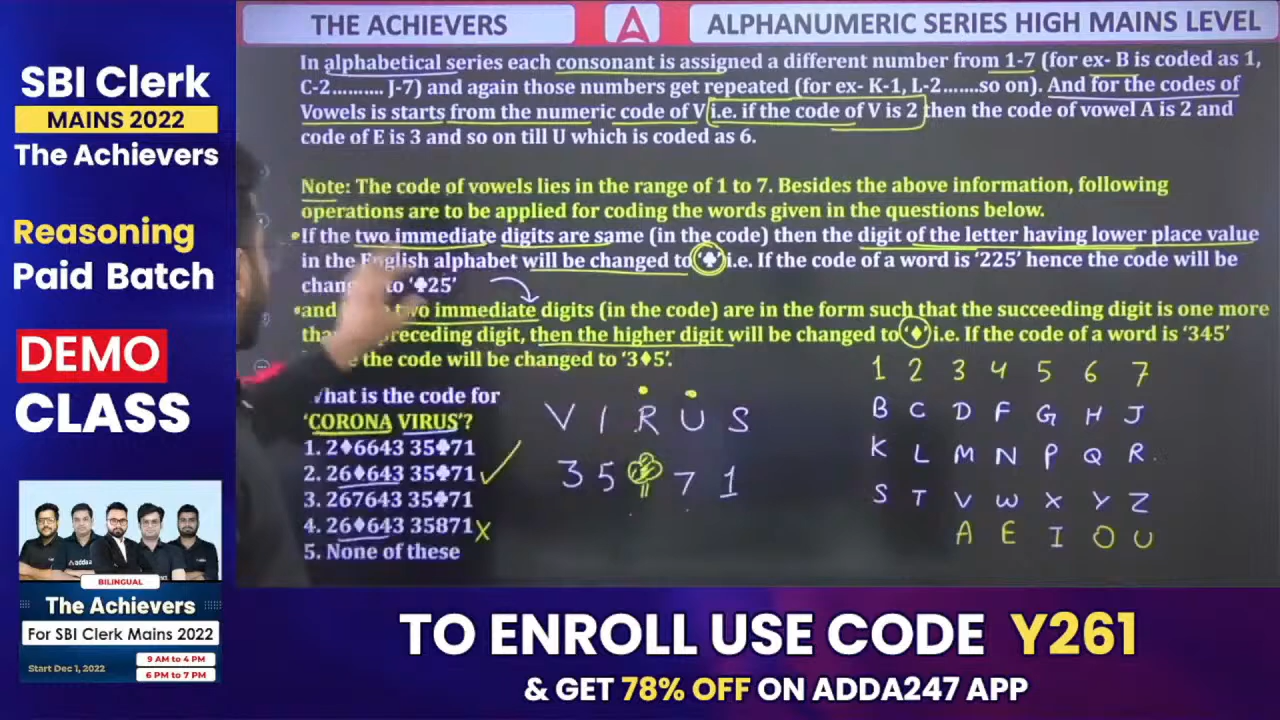 SBI Clerk
MAINS 2022
The Achievers
Reasoning
Paid Batch
DEMO
CLASS
BILINGUAL
The Achievers
For SBI Clerk Mains 2022
Start Dec 1, 2022
9 AM to 4 PM
6 PM to 7 PM
THE ACHIEVERS
ALPHANUMERIC SERIES HIGH MAINS LEVEL
In alphabetical series each consonant is assigned a different number from 1-7 (for ex- B is coded as 1,
C-2.......... J-7) and again those numbers get repeated (for ex- K-1, L-2.......so on). And for the codes of
Vowels is starts from the numeric code of V i.e. if the code of V is 2 then the code of vowel A is 2 and
code of E is 3 and so on till U which is coded as 6.
Note: The code of vowels lies in the range of 1 to 7. Besides the above information, following
operations are to be applied for coding the words given in the questions below.
•If the two immediate digits are same (in the code) then the digit of the letter having lower place value
in the English alphabet will be changed to '♣' i.e. If the code of a word is '225' hence the code will be
to '♣25'
•and two immediate digits (in the code) are in the form such that the succeeding digit is one more
digit, then the higher digit will be changed to '♦' i.e. If the code of a word is '345'
the code will be changed to '3♦5'.
What is the code for
'CORONA VIRUS'?
1. 2♦6643 35♣71
2. 26♦643 35♣71 ✓
3. 267643 35♣71
4. 26♦643 35871 X
5. None of these
V I R U S
3 5 ♣ 7 1
1 2 3 4 5 6 7
B C D F G H J
K L M N P Q R
S T V W X Y Z
A E I O U
TO ENROLL USE CODE Y261
& GET 78% OFF ON ADDA247 APP